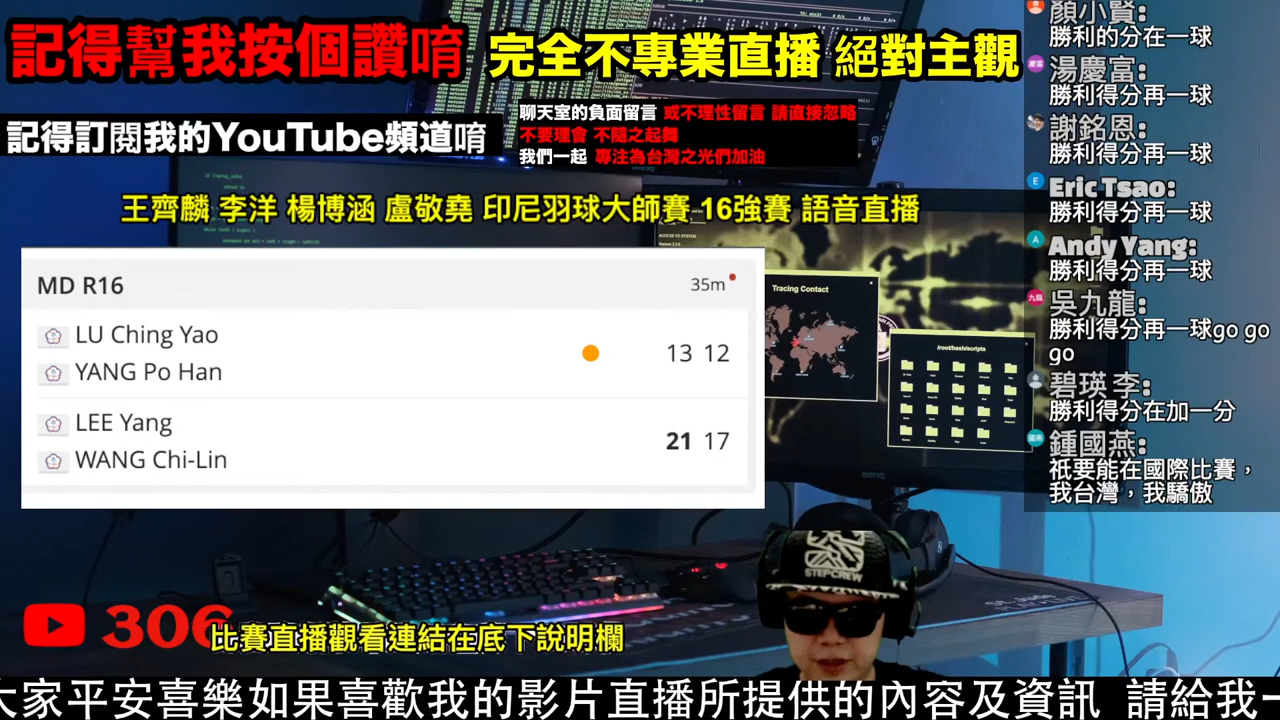 記得幫我按個讚唷
完全不專業直播 絕對主觀
記得訂閱我的YouTube頻道唷
聊天室的負面留言 或不理性留言 請直接忽略
不要理會 不隨之起舞
我們一起 專注為台灣之光們加油
王齊麟 李洋 楊博涵 盧敬堯 印尼羽球大師賽 16強賽 語音直播
MD R16
35m
LU Ching Yao
YANG Po Han
13 12
LEE Yang
WANG Chi-Lin
21 17
Tracing Contact
/root/bash/scripts
BENQ
顏小賢:
勝利的分在一球
湯慶富:
勝利得分再一球
謝銘恩:
勝利得分再一球
Eric Tsao:
勝利得分再一球
Andy Yang:
勝利得分再一球
吳九龍:
勝利得分再一球go go
go
碧瑛 李:
勝利得分在加一分
鍾國燕:
祇要能在國際比賽，
我台灣，我驕傲
STEPCREW
306
比賽直播觀看連結在底下說明欄
大家平安喜樂如果喜歡我的影片直播所提供的內容及資訊 請給我一